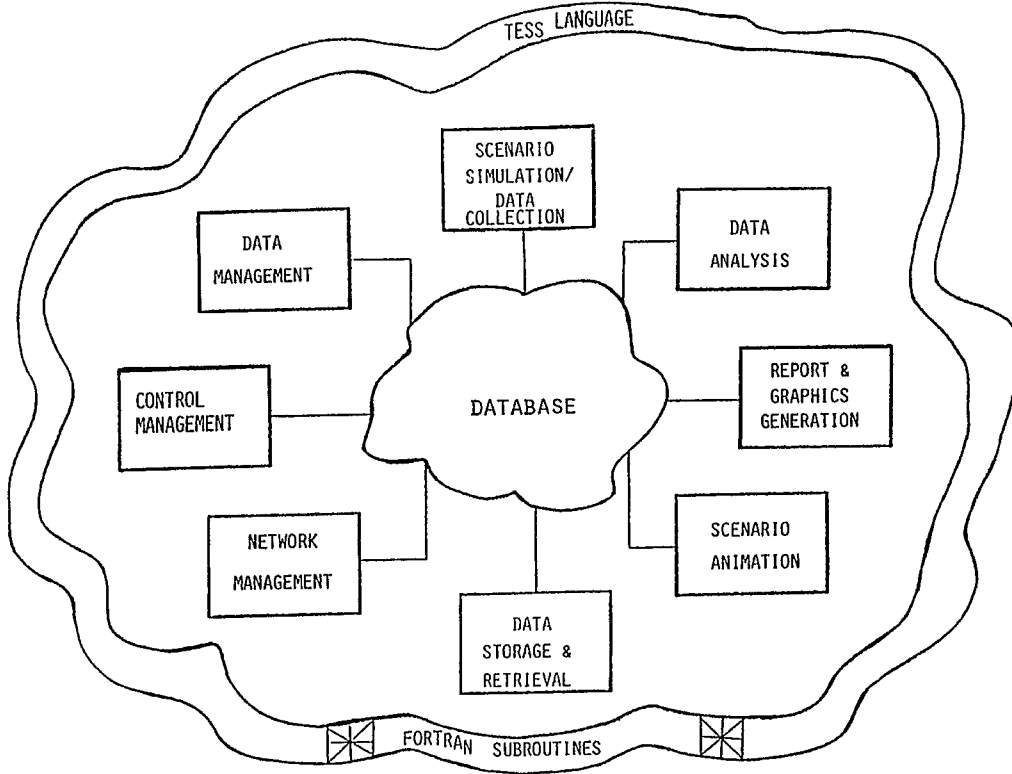 TESS LANGUAGE
SCENARIO
SIMULATION/
DATA
COLLECTION
DATA
MANAGEMENT
DATA
ANALYSIS
CONTROL
MANAGEMENT
DATABASE
REPORT &
GRAPHICS
GENERATION
NETWORK
MANAGEMENT
SCENARIO
ANIMATION
DATA
STORAGE &
RETRIEVAL
FORTRAN SUBROUTINES